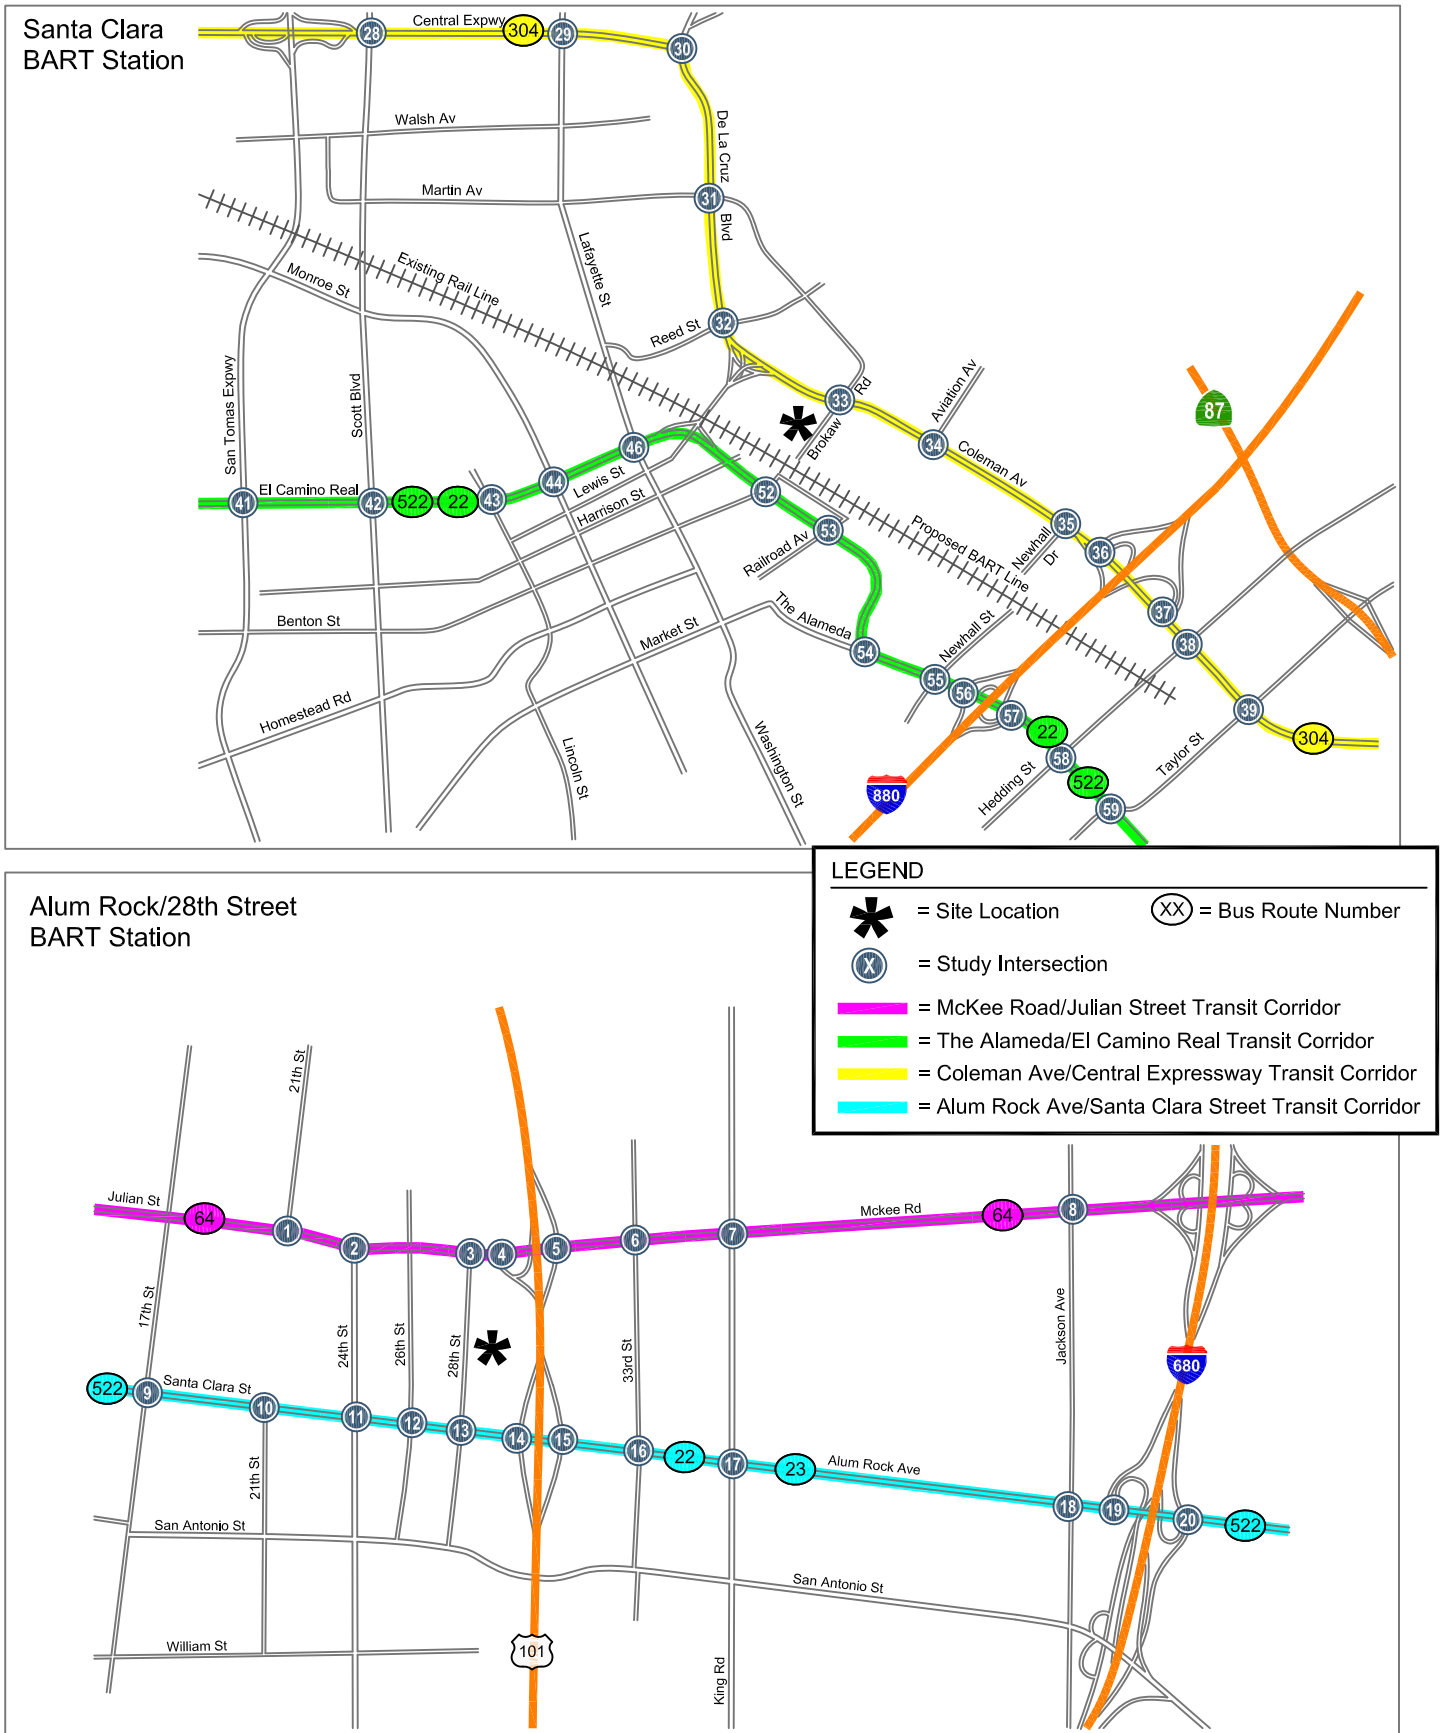 Santa Clara
BART Station
Central Expwy
304
28
29
30
Walsh Av
De La Cruz
Blvd
Martin Av
31
Lafayette St
Existing Rail Line
Monroe St
Reed St
32
San Tomas Expwy
Scott Blvd
33
Rd
Brokaw
Aviation Av
34
Coleman Av
87
El Camino Real
41
42
522
22
43
44
46
Lewis St
Harrison St
52
53
Railroad Av
Proposed BART Line
Newhall
Dr
35
36
37
38
39
Benton St
The Alameda
Market St
54
Newhall St
55
56
57
22
58
522
59
Homestead Rd
Lincoln St
Washington St
880
Hedding St
Taylor St
304
LEGEND
= Site Location
XX = Bus Route Number
X = Study Intersection
= McKee Road/Julian Street Transit Corridor
= The Alameda/El Camino Real Transit Corridor
= Coleman Ave/Central Expressway Transit Corridor
= Alum Rock Ave/Santa Clara Street Transit Corridor
Alum Rock/28th Street
BART Station
21th St
Julian St
64
1
2
3
4
5
6
7
Mckee Rd
64
8
17th St
24th St
26th St
28th St
33rd St
Jackson Ave
680
522
9
Santa Clara St
10
11
12
13
14
15
16
22
17
23
Alum Rock Ave
18
19
20
522
21th St
San Antonio St
San Antonio St
William St
101
King Rd